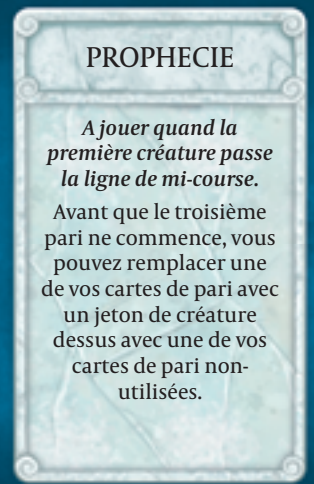 PROPHECIE
A jouer quand la
première créature passe
la ligne de mi-course.
Avant que le troisième
pari ne commence, vous
pouvez remplacer une
de vos cartes de pari avec
un jeton de créature
dessus avec une de vos
cartes de pari non-
utilisées.